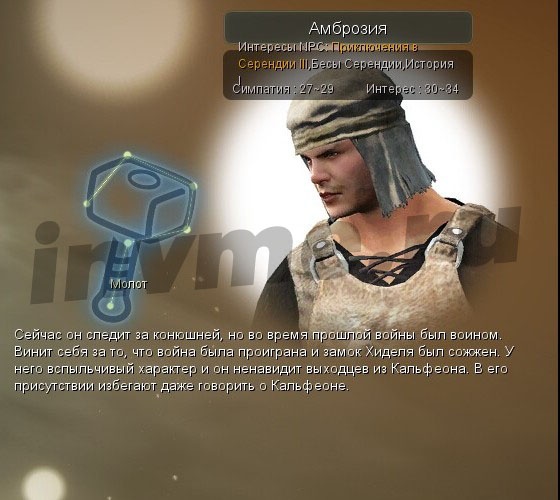 Амброзия
Интересы NPC: Приключения в
Серендии III,Бесы Серендии,История
I
Симпатия : 27~29 Интерес : 30~34
invme.ru
Молот
Сейчас он следит за конюшней, но во время прошлой войны был воином.
Винит себя за то, что война была проиграна и замок Хиделя был сожжен. У
него вспыльчивый характер и он ненавидит выходцев из Кальфеона. В его
присутствии избегают даже говорить о Кальфеоне.